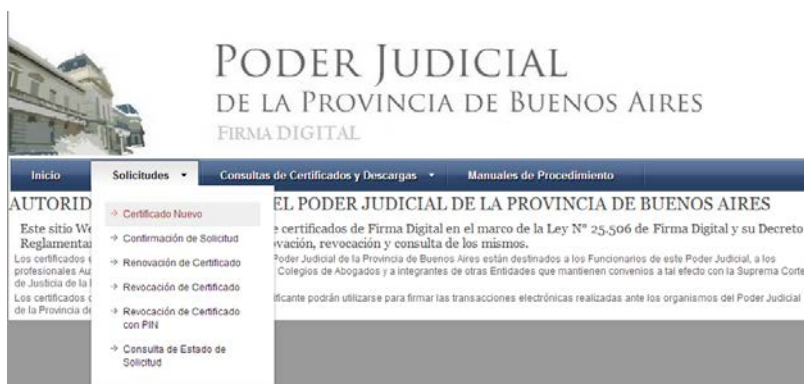 PODER JUDICIAL
DE LA PROVINCIA DE BUENOS AIRES
FIRMA DIGITAL
Inicio Solicitudes Consultas de Certificados y Descargas Manuales de Procedimiento
AUTORID EL PODER JUDICIAL DE LA PROVINCIA DE BUENOS AIRES
Este sitio We e certificados de Firma Digital en el marco de la Ley N° 25.506 de Firma Digital y su Decreto
Reglamentar vación, revocación y consulta de los mismos.
Los certificados e Poder Judicial de la Provincia de Buenos Aires están destinados a los Funcionarios de este Poder Judicial, a los
profesionales Au Colegios de Abogados y a integrantes de otras Entidades que mantienen convenios a tal efecto con la Suprema Corte
de Justicia de la
Los certificados ificante podrán utilizarse para firmar las transacciones electrónicas realizadas ante los organismos del Poder Judicial
de la Provincia de
Certificado Nuevo
Confirmación de Solicitud
Renovación de Certificado
Revocación de Certificado
Revocación de Certificado
con PIN
Consulta de Estado de
Solicitud